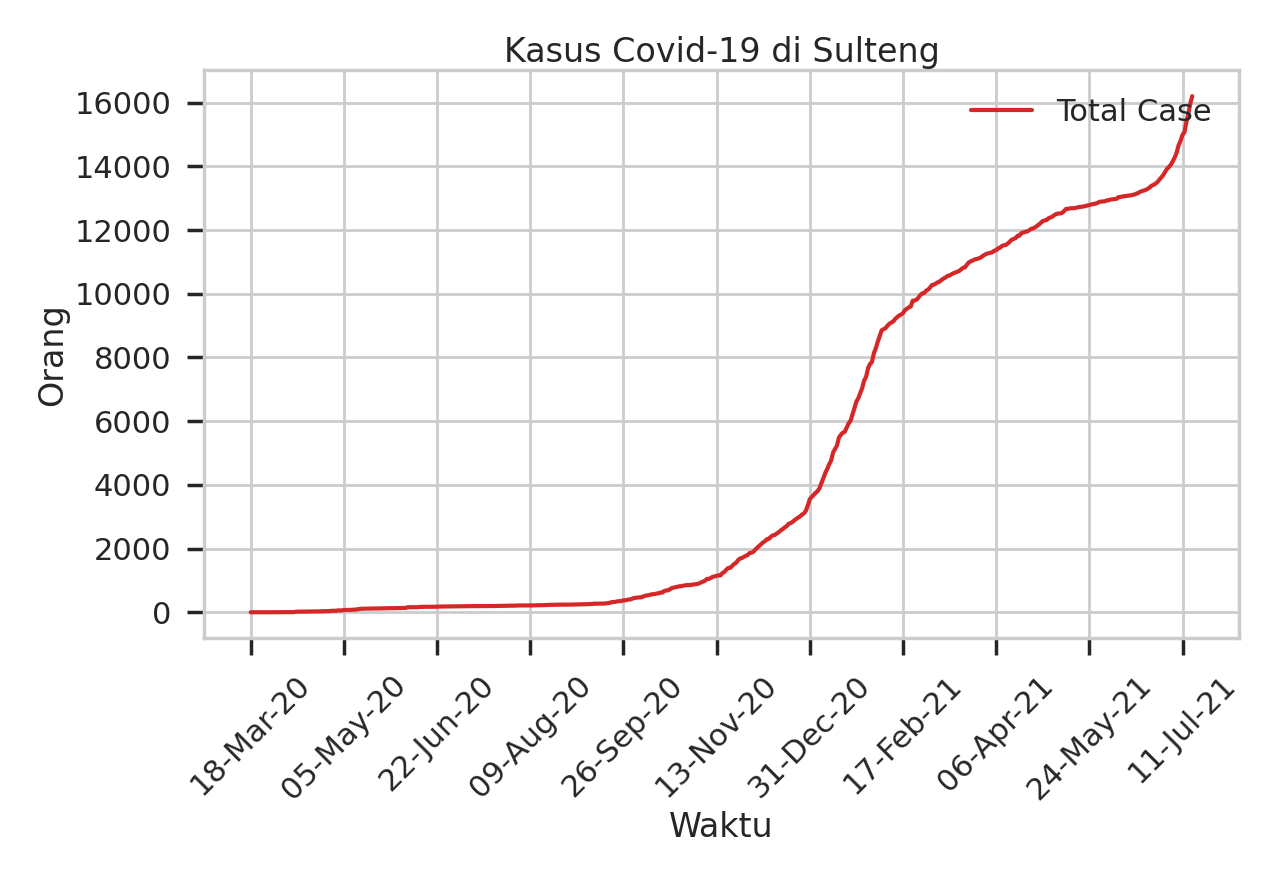 Kasus Covid-19 di Sulteng
Total Case
Orang
16000
14000
12000
10000
8000
6000
4000
2000
0
18-Mar-20
05-May-20
22-Jun-20
09-Aug-20
26-Sep-20
13-Nov-20
31-Dec-20
17-Feb-21
06-Apr-21
24-May-21
11-Jul-21
Waktu